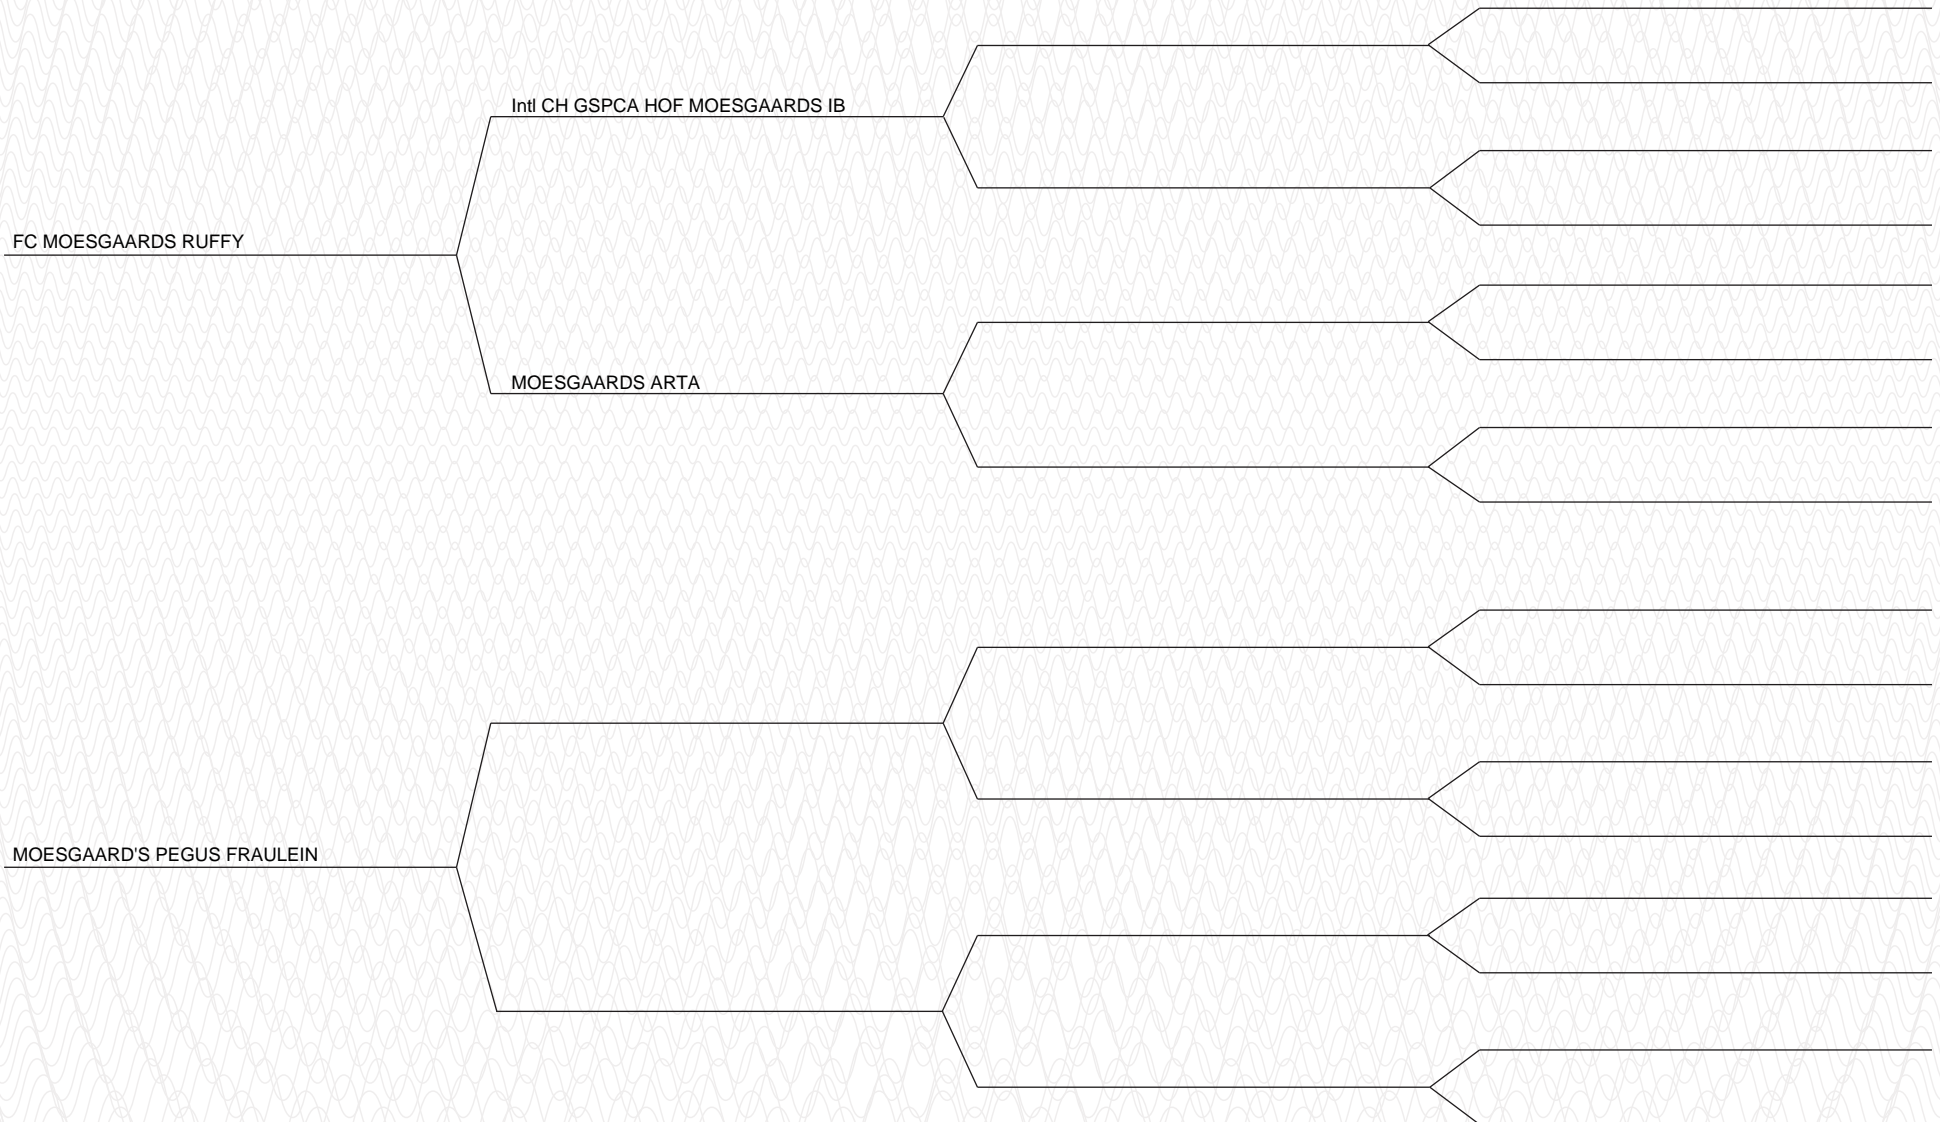 Intl CH GSPCA HOF MOESGAARDS IB
FC MOESGAARDS RUFFY
MOESGAARDS ARTA
MOESGAARD'S PEGUS FRAULEIN